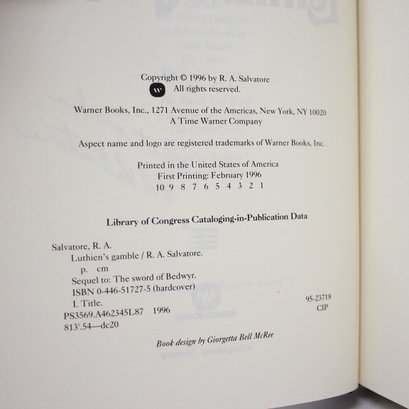 Copyright © 1996 by R. A. Salvatore
W All rights reserved.
Warner Books, Inc., 1271 Avenue of the Americas, New York, NY 10020
A Time Warner Company
Aspect name and logo are registered trademarks of Warner Books, Inc.
Printed in the United States of America
First Printing: February 1996
10 9 8 7 6 5 4 3 2 1
Library of Congress Cataloging-in-Publication Data
Salvatore, R. A.
Luthien's gamble / R. A. Salvatore.
p. cm
Sequel to: The sword of Bedwyr.
ISBN 0-446-51727-5 (hardcover)
I. Title.
PS3569.A462345L87 1996
95-23718
813'.54—dc20
CIP
Book design by Giorgetta Bell McRee